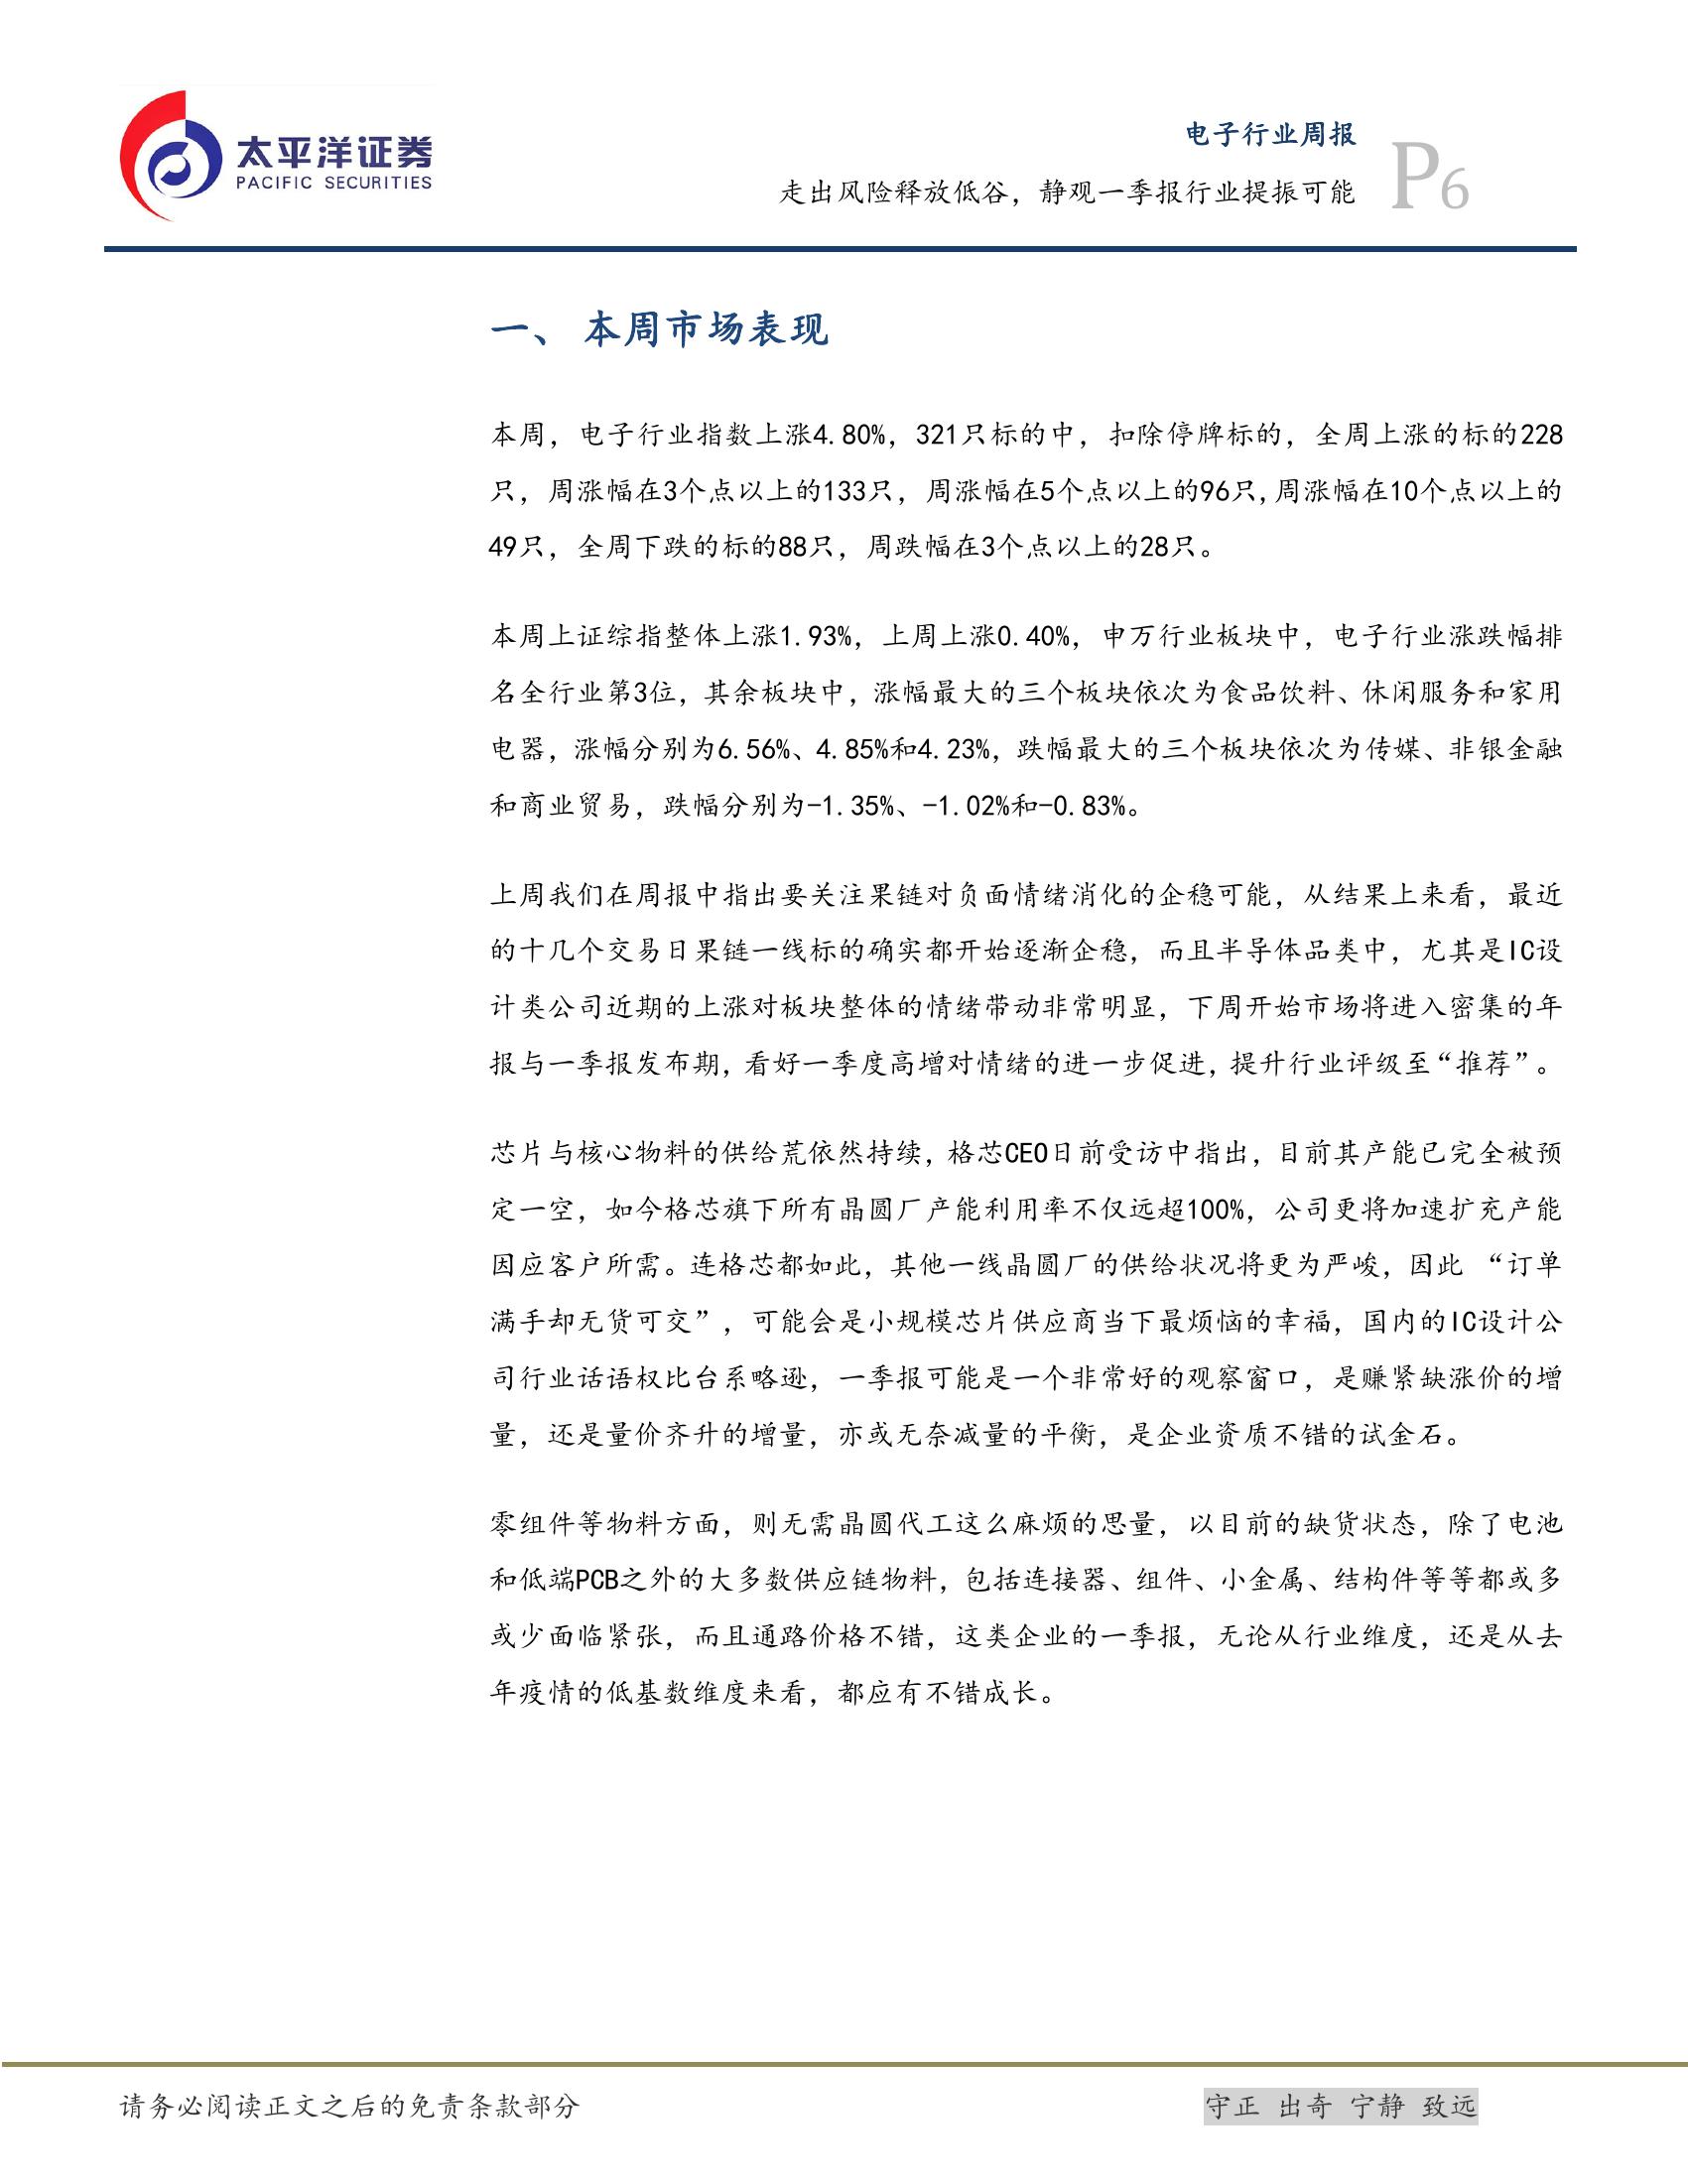 太平洋证券
PACIFIC SECURITIES
电子行业周报
走出风险释放低谷，静观一季报行业提振可能
P6
一、 本周市场表现
本周，电子行业指数上涨4.80%，321只标的中，扣除停牌标的，全周上涨的标的228
只，周涨幅在3个点以上的133只，周涨幅在5个点以上的96只,周涨幅在10个点以上的
49只，全周下跌的标的88只，周跌幅在3个点以上的28只。
本周上证综指整体上涨1.93%，上周上涨0.40%，申万行业板块中，电子行业涨跌幅排
名全行业第3位，其余板块中，涨幅最大的三个板块依次为食品饮料、休闲服务和家用
电器，涨幅分别为6.56%、4.85%和4.23%，跌幅最大的三个板块依次为传媒、非银金融
和商业贸易，跌幅分别为-1.35%、-1.02%和-0.83%。
上周我们在周报中指出要关注果链对负面情绪消化的企稳可能，从结果上来看，最近
的十几个交易日果链一线标的确实都开始逐渐企稳，而且半导体品类中，尤其是IC设
计类公司近期的上涨对板块整体的情绪带动非常明显，下周开始市场将进入密集的年
报与一季报发布期，看好一季度高增对情绪的进一步促进，提升行业评级至“推荐”。
芯片与核心物料的供给荒依然持续，格芯CEO日前受访中指出，目前其产能已完全被预
定一空，如今格芯旗下所有晶圆厂产能利用率不仅远超100%，公司更将加速扩充产能
因应客户所需。连格芯都如此，其他一线晶圆厂的供给状况将更为严峻，因此 “订单
满手却无货可交”，可能会是小规模芯片供应商当下最烦恼的幸福，国内的IC设计公
司行业话语权比台系略逊，一季报可能是一个非常好的观察窗口，是赚紧缺涨价的增
量，还是量价齐升的增量，亦或无奈减量的平衡，是企业资质不错的试金石。
零组件等物料方面，则无需晶圆代工这么麻烦的思量，以目前的缺货状态，除了电池
和低端PCB之外的大多数供应链物料，包括连接器、组件、小金属、结构件等等都或多
或少面临紧张，而且通路价格不错，这类企业的一季报，无论从行业维度，还是从去
年疫情的低基数维度来看，都应有不错成长。
请务必阅读正文之后的免责条款部分
守正 出奇 宁静 致远